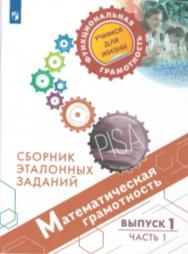 ФУНКЦИОНАЛЬНАЯ ГРАМОТНОСТЬ
УЧИМСЯ ДЛЯ ЖИЗНИ
PISA
СБОРНИК
ЭТАЛОННЫХ
ЗАДАНИЙ
Математическая
грамотность
ВЫПУСК 1
ЧАСТЬ 1